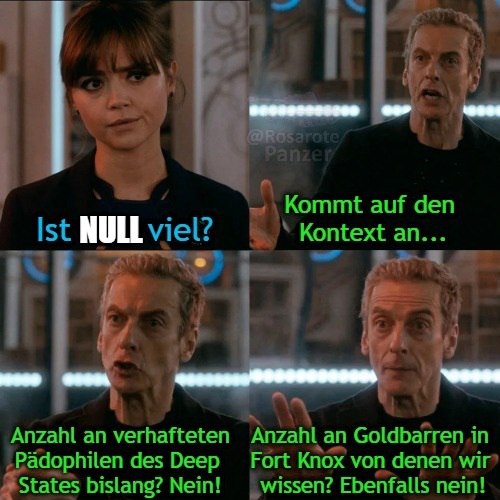 Ist NULL viel?
@Rosarote
Panzer
Kommt auf den
Kontext an...
Anzahl an verhafteten
Pädophilen des Deep
States bislang? Nein!
Anzahl an Goldbarren in
Fort Knox von denen wir
wissen? Ebenfalls nein!